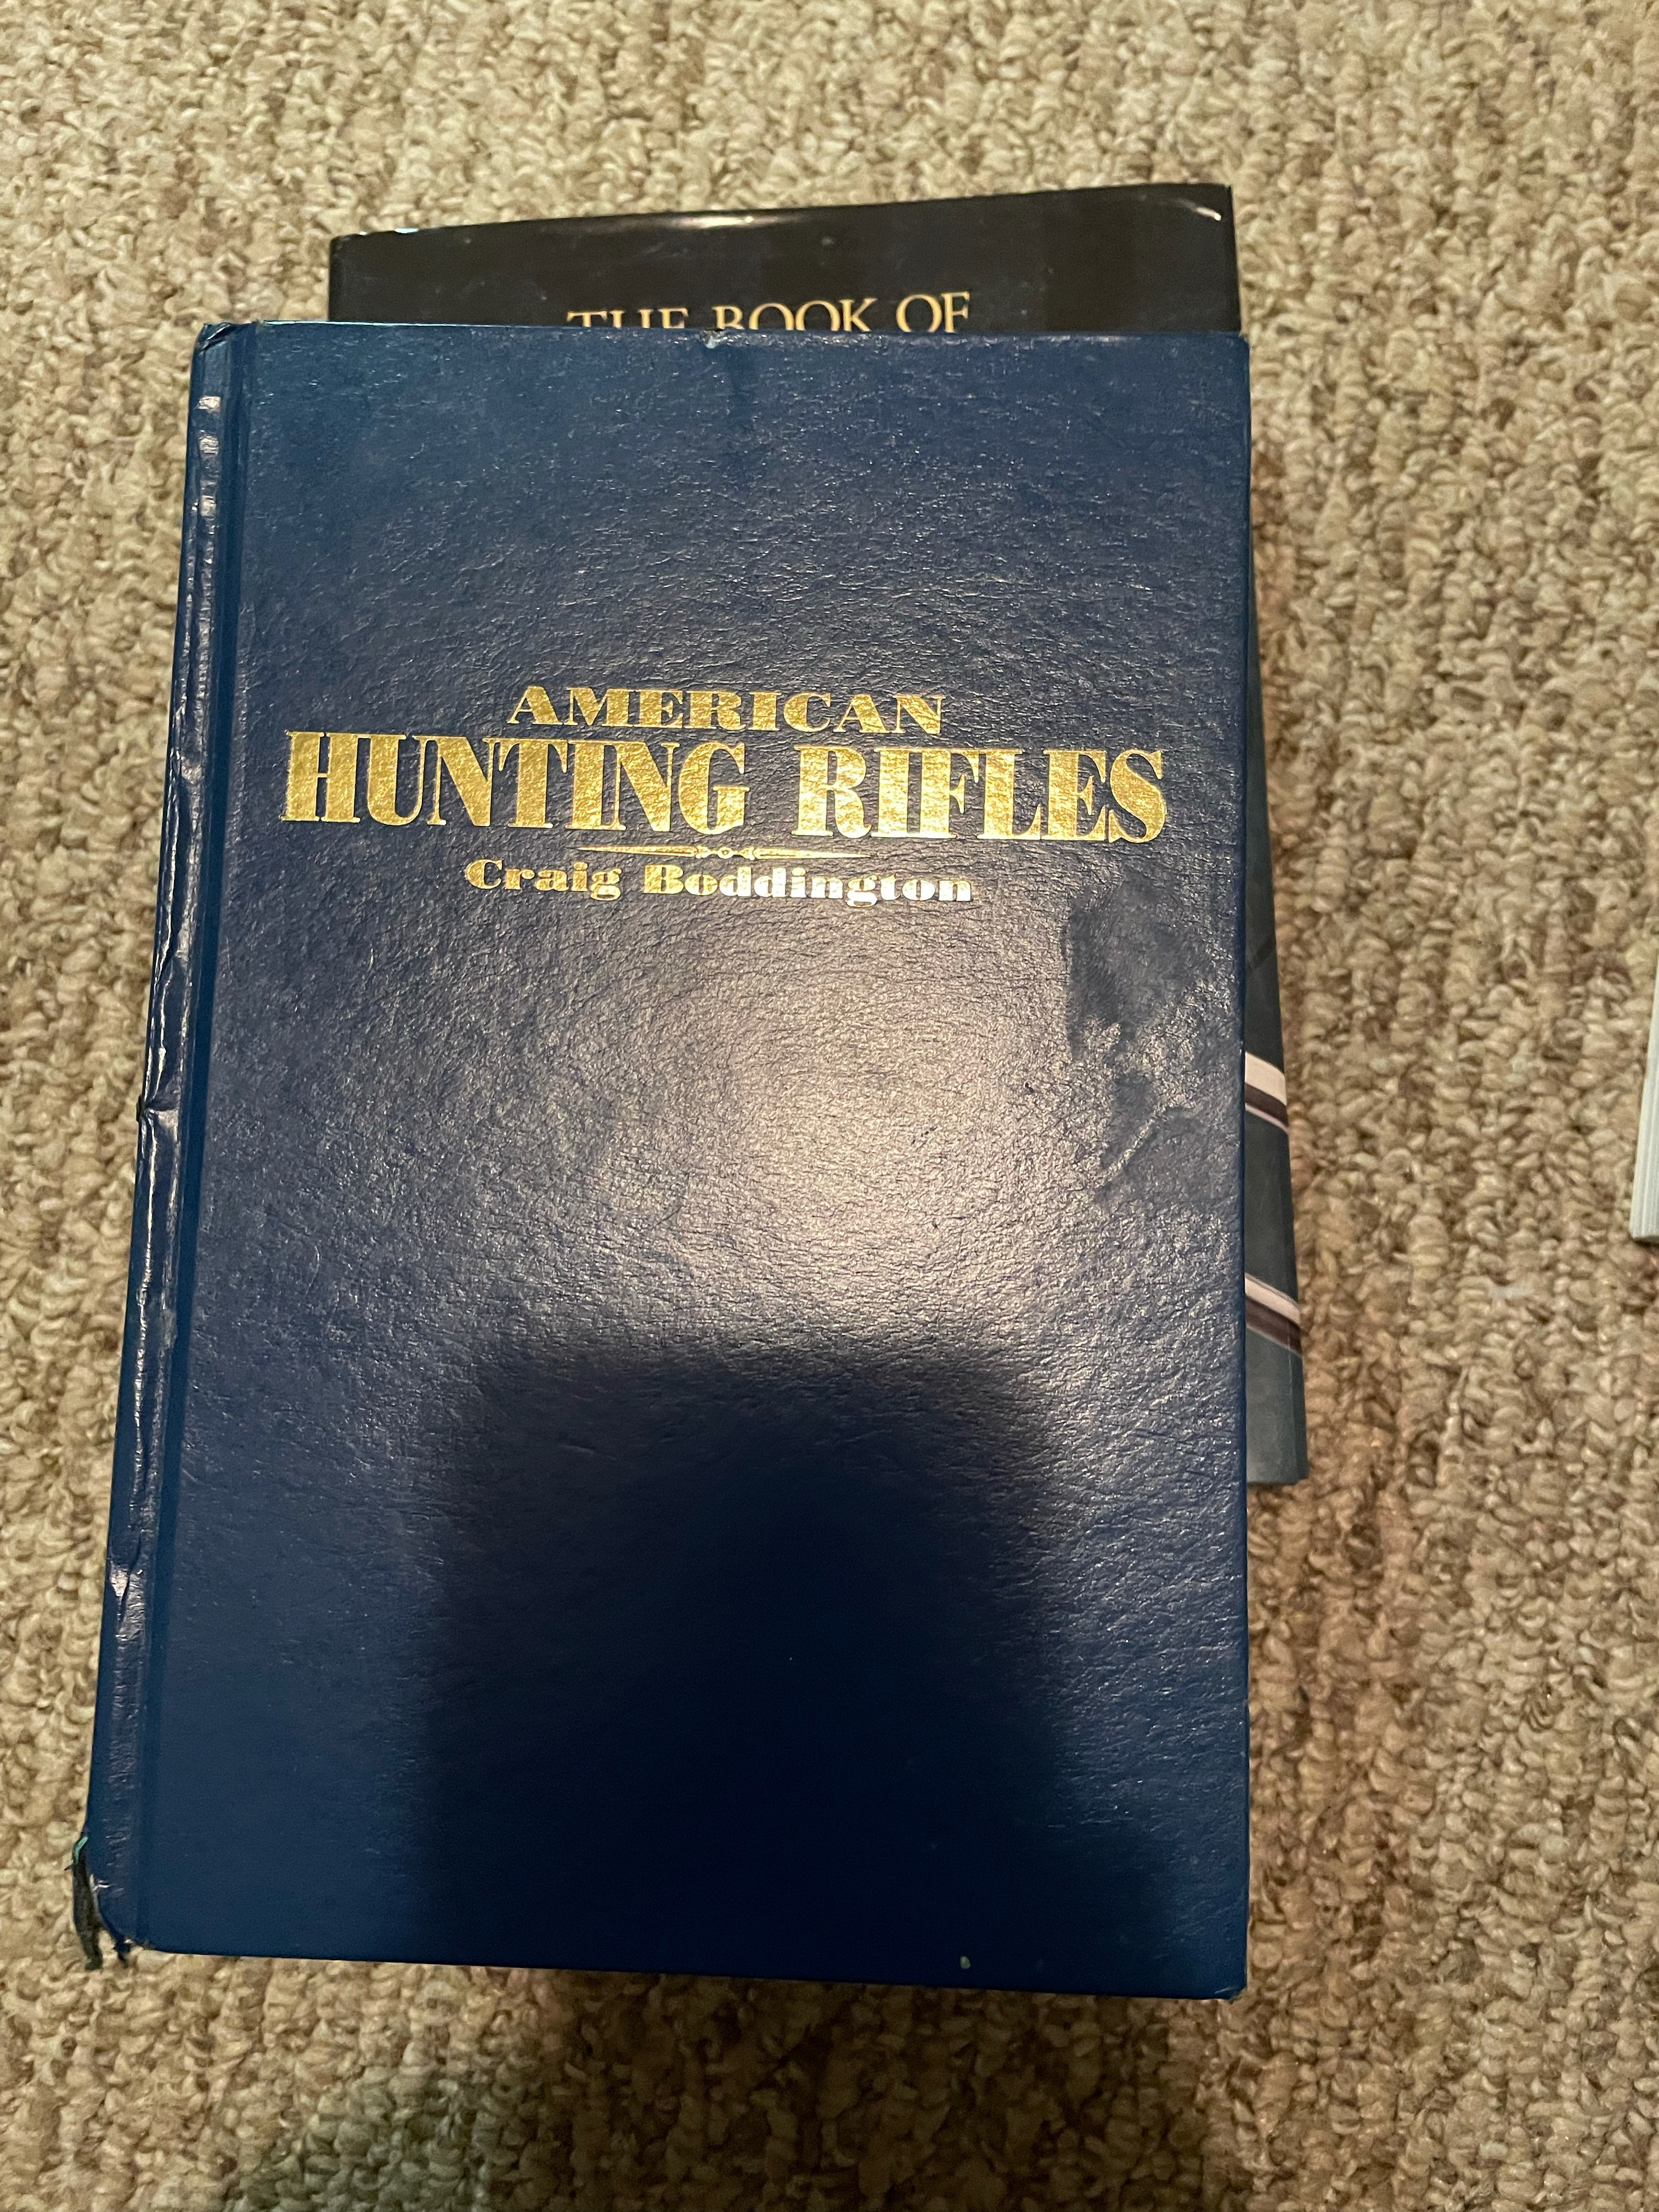 THE BOOK OF
AMERICAN
HUNTING RIFLES
Craig Boddington